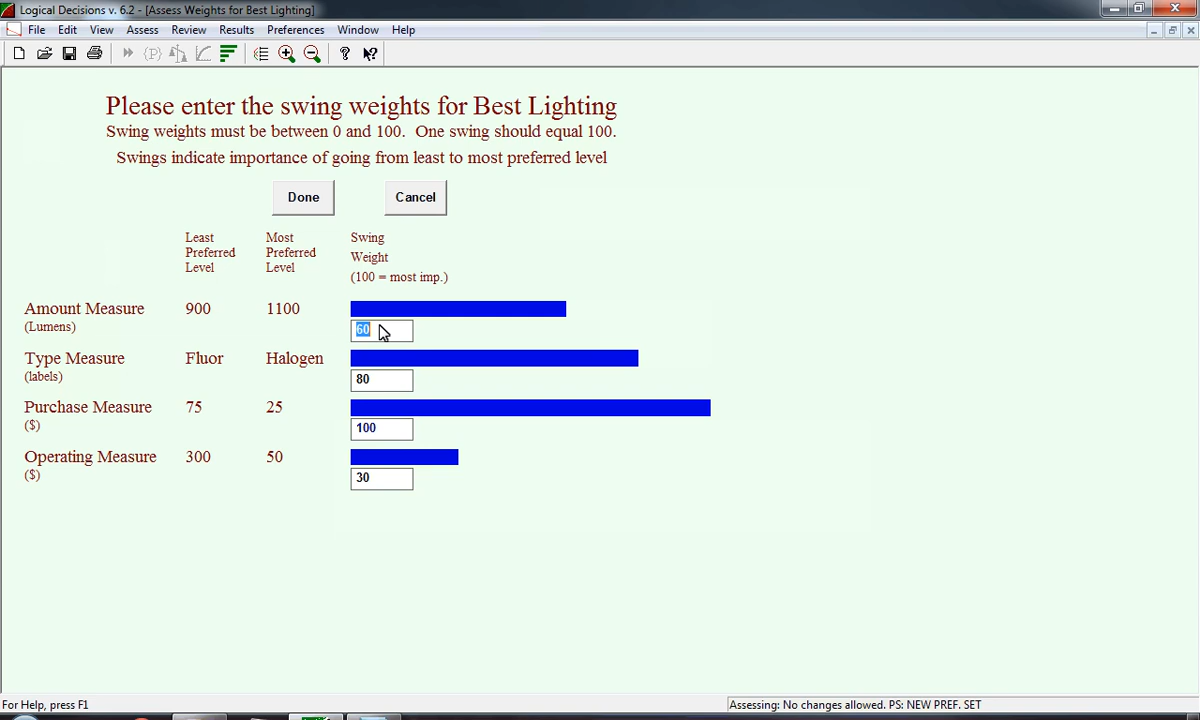 Logical Decisions v. 6.2 - [Assess Weights for Best Lighting]
File Edit View Assess Review Results Preferences Window Help
Please enter the swing weights for Best Lighting
Swing weights must be between 0 and 100. One swing should equal 100.
Swings indicate importance of going from least to most preferred level
Done Cancel
Least Preferred Level
Most Preferred Level
Swing Weight
(100 = most imp.)
Amount Measure 900 1100
(Lumens) 60
Type Measure Fluor Halogen
(labels) 80
Purchase Measure 75 25
($) 100
Operating Measure 300 50
($) 30
For Help, press F1
Assessing: No changes allowed. PS: NEW PREF. SET